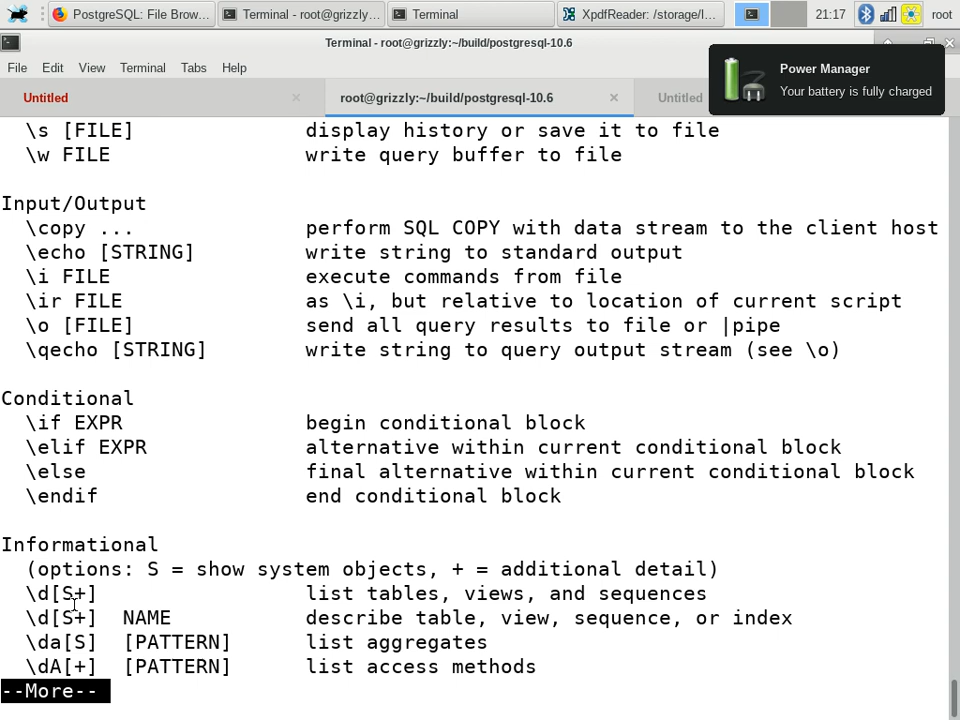 PostgreSQL: File Brow...
Terminal - root@grizzly:...
Terminal
XpdfReader: /storage/l...
21:17
root
Terminal - root@grizzly:~/build/postgresql-10.6
File Edit View Terminal Tabs Help
Power Manager
Your battery is fully charged
Untitled
root@grizzly:~/build/postgresql-10.6
Untitled
\s [FILE] display history or save it to file
\w FILE write query buffer to file
Input/Output
\copy ... perform SQL COPY with data stream to the client host
\echo [STRING] write string to standard output
\i FILE execute commands from file
\ir FILE as \i, but relative to location of current script
\o [FILE] send all query results to file or |pipe
\qecho [STRING] write string to query output stream (see \o)
Conditional
\if EXPR begin conditional block
\elif EXPR alternative within current conditional block
\else final alternative within current conditional block
\endif end conditional block
Informational
(options: S = show system objects, + = additional detail)
\d[S+] list tables, views, and sequences
\d[S+] NAME describe table, view, sequence, or index
\da[S] [PATTERN] list aggregates
\dA[+] [PATTERN] list access methods
--More--